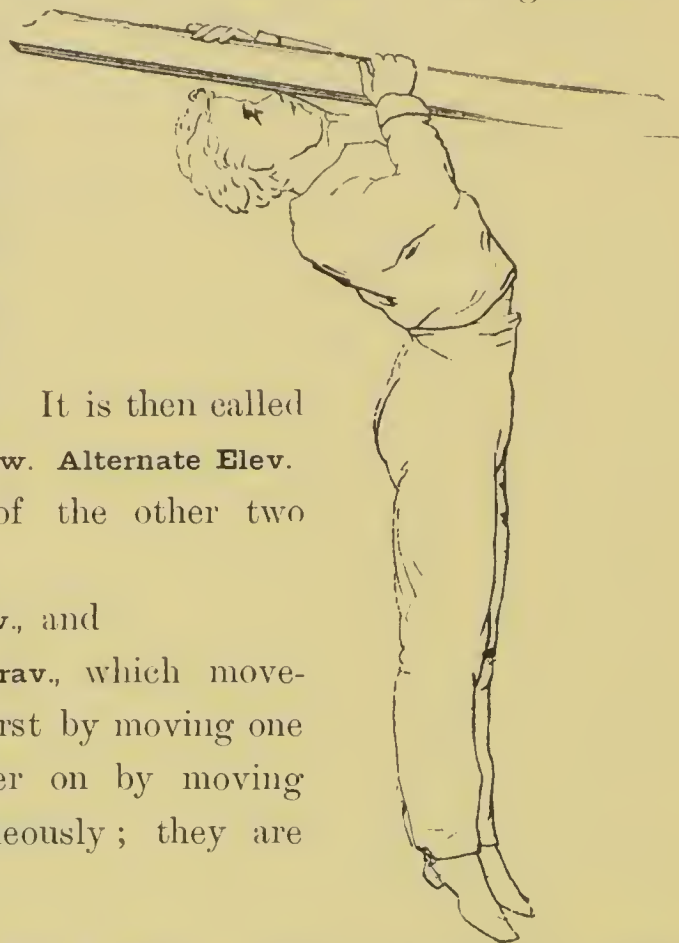 It is then called
w. Alternate Elev.
of the other two
v., and
rav., which move-
rst by moving one
er on by moving
eously ; they are